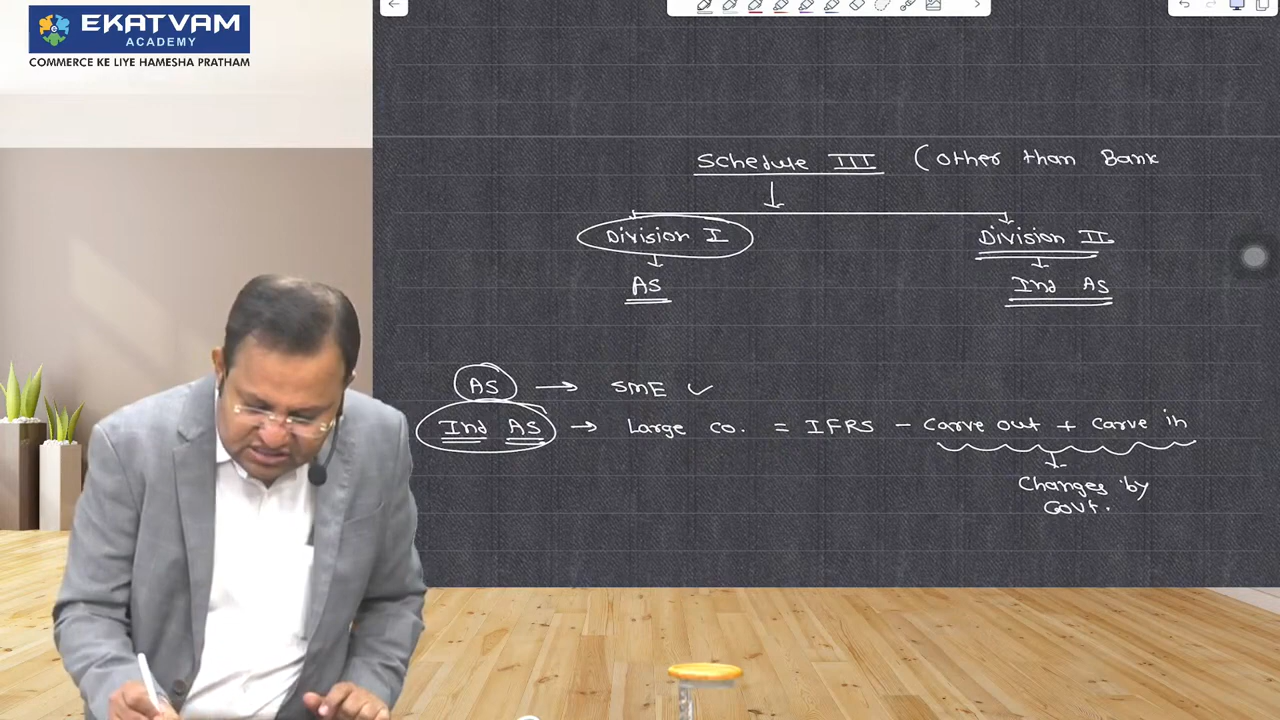 EKATVAM
ACADEMY
COMMERCE KE LIYE HAMESHA PRATHAM
Schedule III (Other than Bank
Division I Division II
AS Ind AS
AS → SME ✓
Ind AS → Large co. = IFRS - Carve out + Carve in
Changes by
Govt.